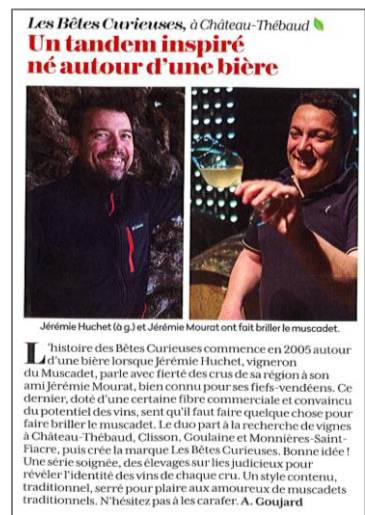 Les Bêtes Curieuses, à Château-Thébaud
Un tandem inspiré
né autour d'une bière
Jérémie Huchet (à g.) et Jérémie Mourat ont fait briller le muscadet.
L'histoire des Bêtes Curieuses commence en 2005 autour
d'une bière lorsque Jérémie Huchet, vigneron
du Muscadet, parle avec fierté des crus de sa région à son
ami Jérémie Mourat, bien connu pour ses fiefs-vendéens. Ce
dernier, doté d'une certaine fibre commerciale et convaincu
du potentiel des vins, sent qu'il faut faire quelque chose pour
faire briller le muscadet. Le duo part à la recherche de vignes
à Château-Thébaud, Clisson, Goulaine et Monnières-Saint-
Fiacre, puis crée la marque Les Bêtes Curieuses. Bonne idée !
Une série soignée, des élevages sur lies judicieux pour
révéler l'identité des vins de chaque cru. Un style contenu,
traditionnel, serré pour plaire aux amoureux de muscadets
traditionnels. N'hésitez pas à les carafer. A. Goujard